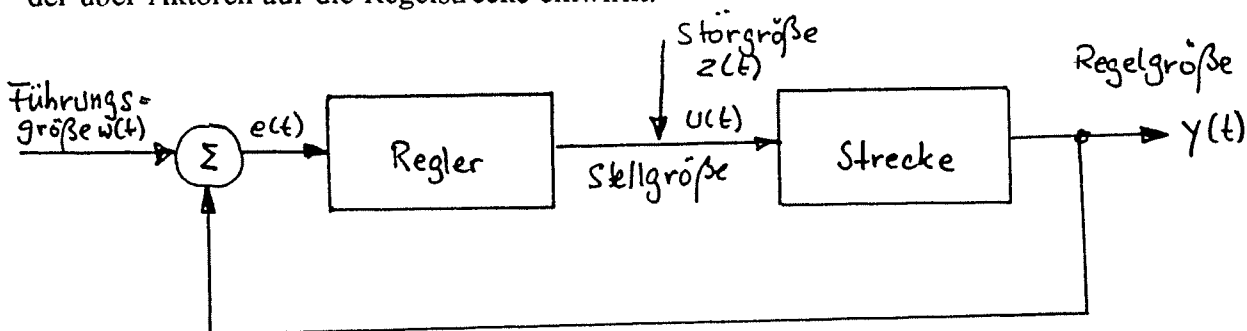 der über Aktoren auf die Regelstrecke einwirkt.
Störgröße
z(t)
Regelgröße
Führungs=
größe w(t)
e(t)
u(t)
y(t)
Σ
Regler
Stellgröße
Strecke